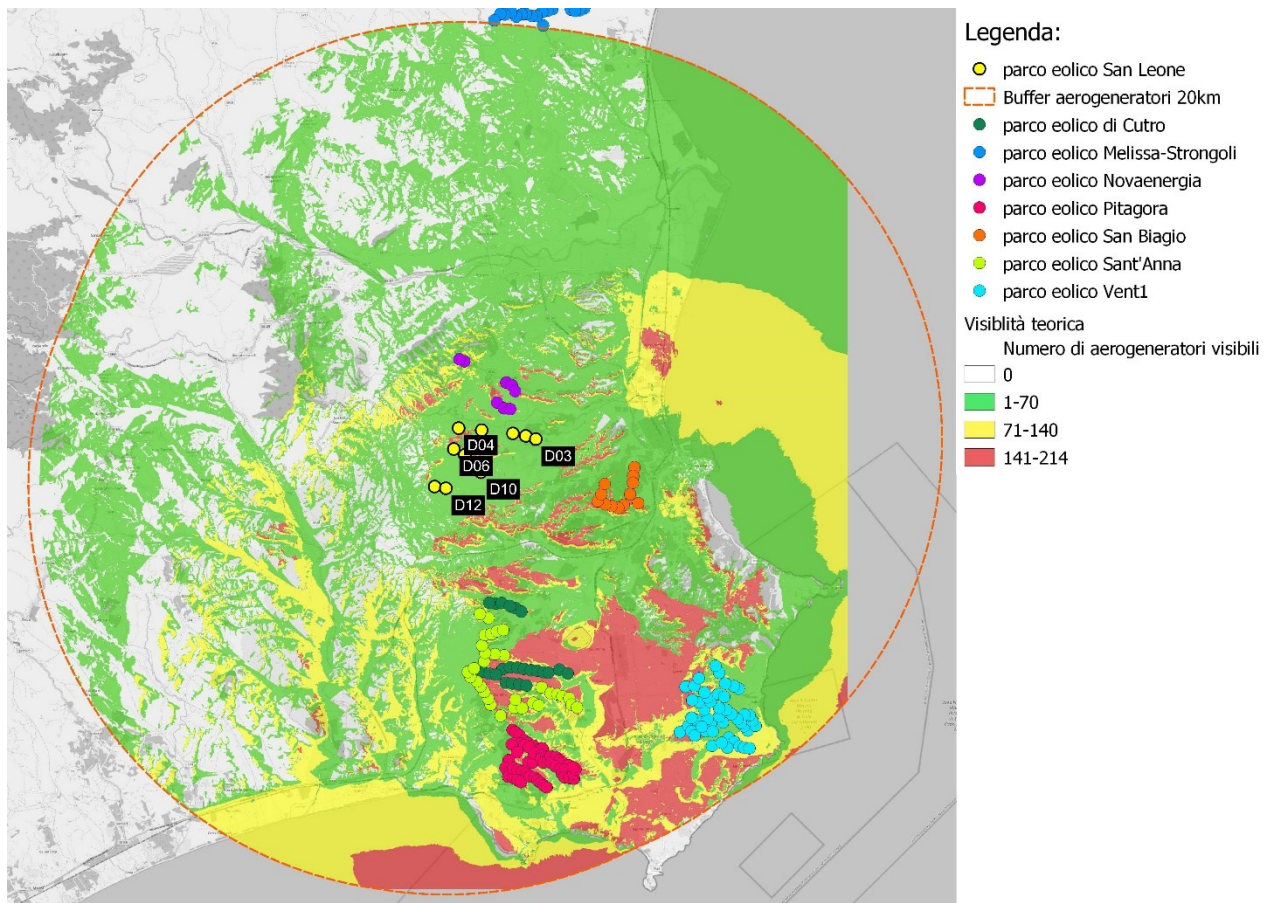 Legenda:
parco eolico San Leone
Buffer aerogeneratori 20km
parco eolico di Cutro
parco eolico Melissa-Strongoli
parco eolico Novaenergia
parco eolico Pitagora
parco eolico San Biagio
parco eolico Sant'Anna
parco eolico Vent1
Visiblità teorica
Numero di aerogeneratori visibili
0
1-70
71-140
141-214
D04
D03
D06
D10
D12